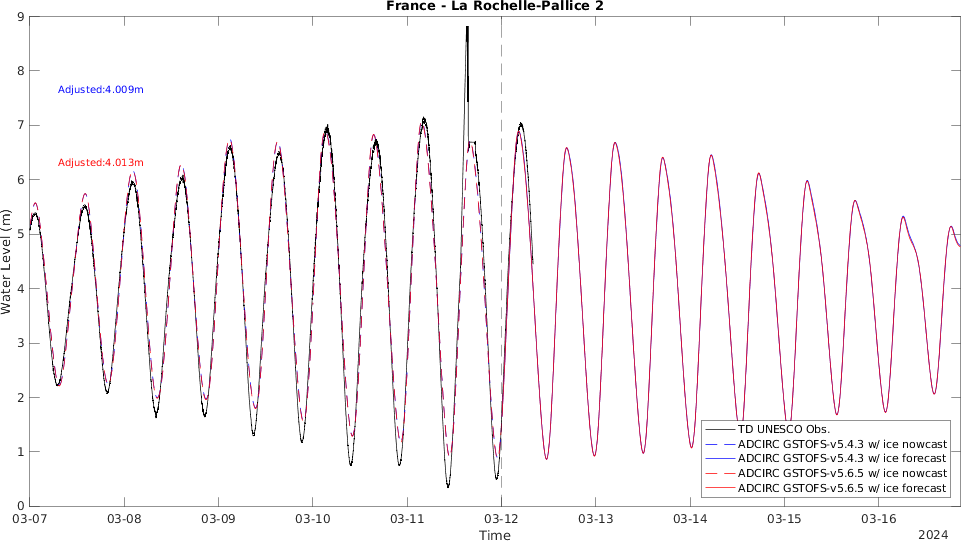 France - La Rochelle-Pallice 2
9
8
7
6
5
4
3
2
1
0
Water Level (m)
Adjusted:4.009m
Adjusted:4.013m
TD UNESCO Obs.
ADCIRC GSTOFS-v5.4.3 w/ ice nowcast
ADCIRC GSTOFS-v5.4.3 w/ ice forecast
ADCIRC GSTOFS-v5.6.5 w/ ice nowcast
ADCIRC GSTOFS-v5.6.5 w/ ice forecast
03-07 03-08 03-09 03-10 03-11 03-12 03-13 03-14 03-15 03-16
Time
2024